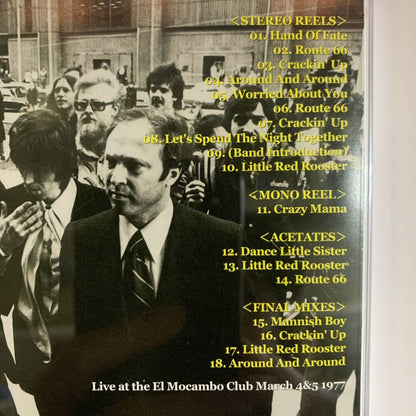 <STEREO REELS>
01. Hand Of Fate
02. Route 66
03. Crackin' Up
04. Around And Around
05. Worried About You
06. Route 66
07. Crackin' Up
08. Let's Spend The Night Together
09. (Band Introduction)
10. Little Red Rooster
<MONO REEL>
11. Crazy Mama
<ACETATES>
12. Dance Little Sister
13. Little Red Rooster
14. Route 66
<FINAL MIXES>
15. Mannish Boy
16. Crackin' Up
17. Little Red Rooster
18. Around And Around
Live at the El Mocambo Club March 4&5 1977